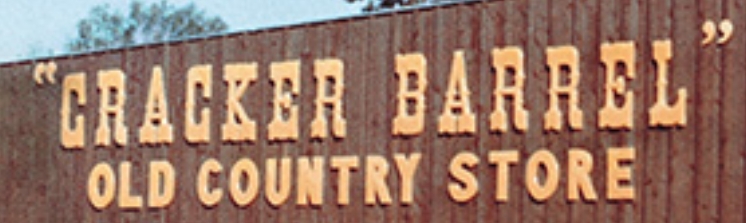 "CRACKER BARREL"
OLD COUNTRY STORE